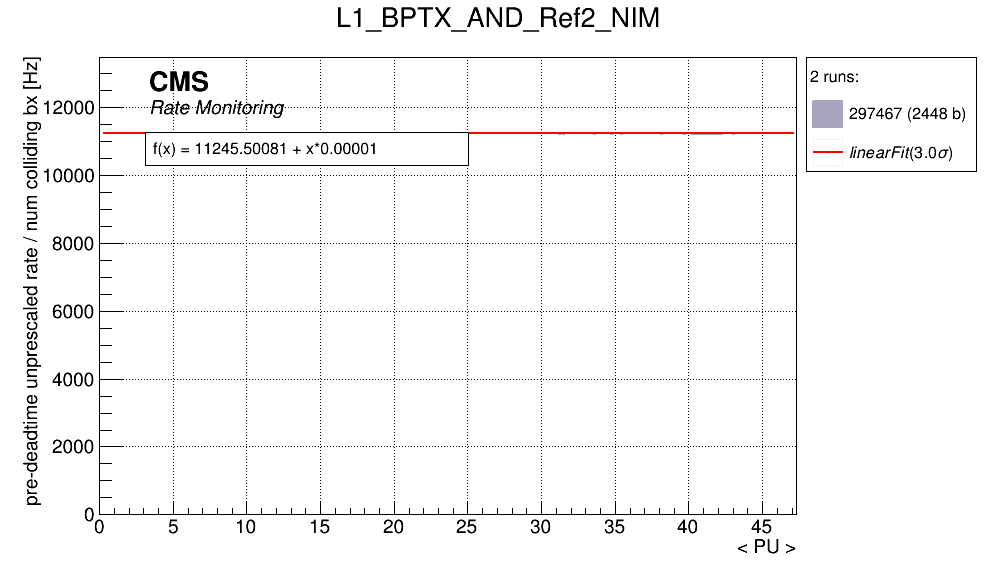 L1_BPTX_AND_Ref2_NIM
pre-deadtime unprescaled rate / num colliding bx [Hz]
CMS
Rate Monitoring
f(x) = 11245.50081 + x*0.00001
12000
10000
8000
6000
4000
2000
0
0 5 10 15 20 25 30 35 40 45
< PU >
2 runs:
297467 (2448 b)
linearFit(3.0σ)